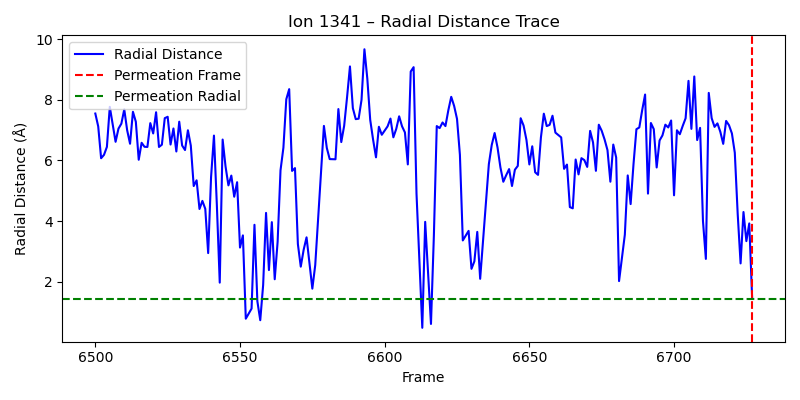 Ion 1341 – Radial Distance Trace
Radial Distance
Permeation Frame
Permeation Radial
Radial Distance (Å)
10
8
6
4
2
6500 6550 6600 6650 6700
Frame